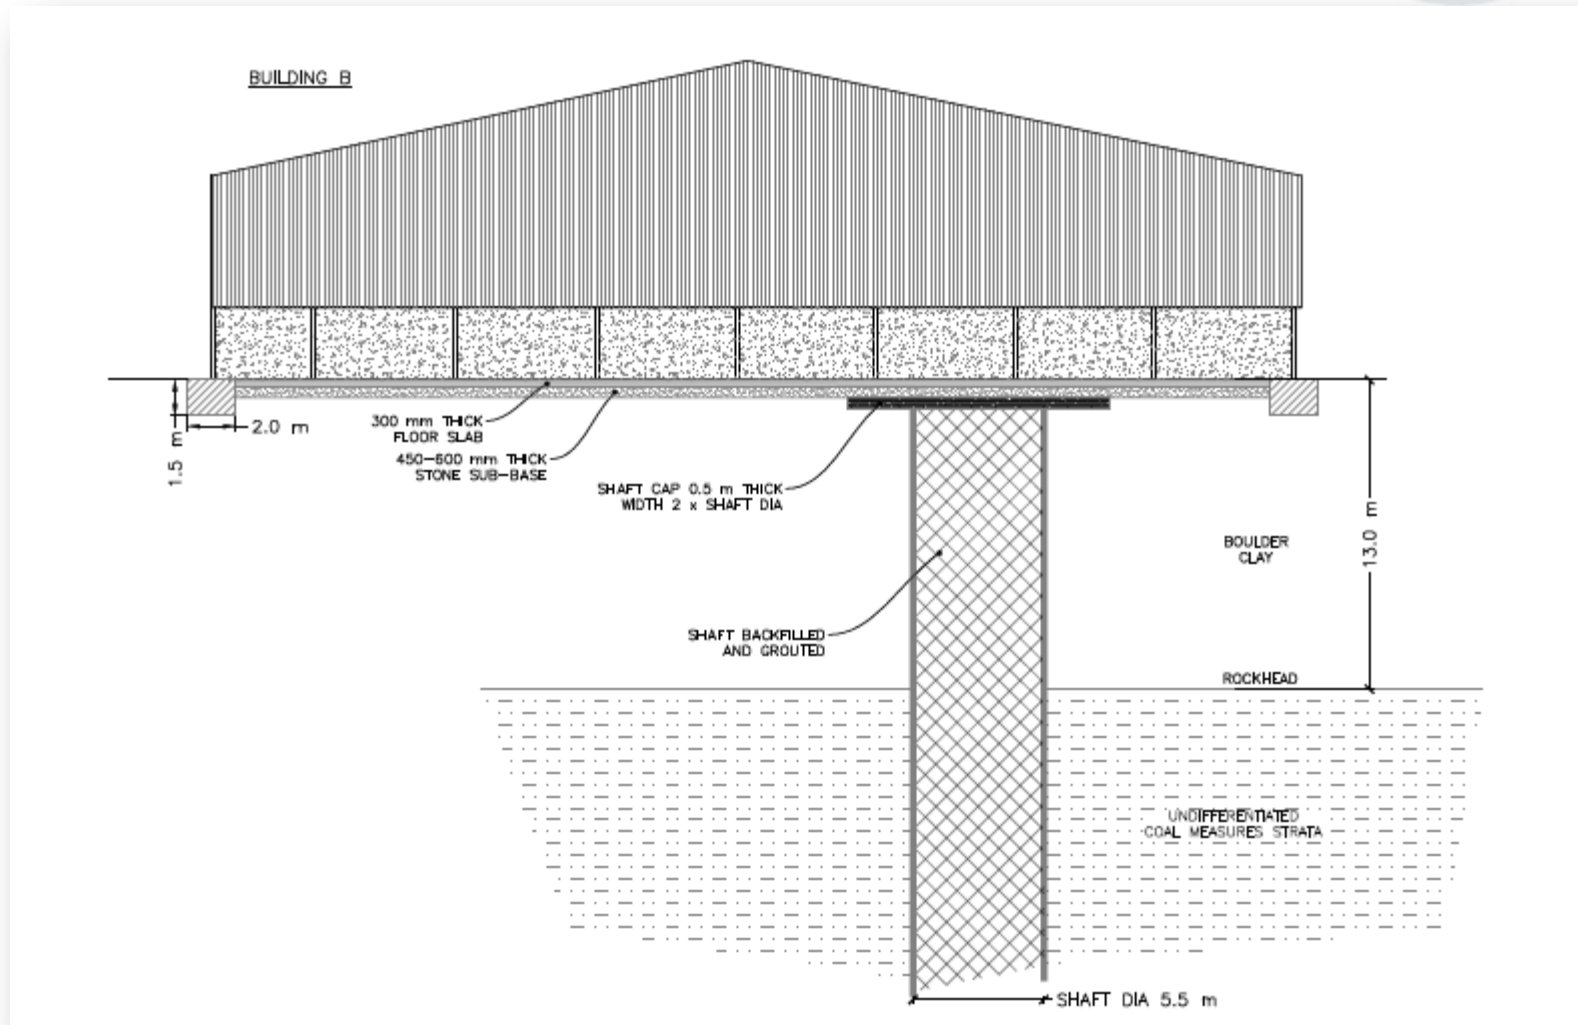 BUILDING B
300 mm THICK
FLOOR SLAB
2.0 m
1.5 m
450-600 mm THICK
STONE SUB-BASE
SHAFT CAP 0.5 m THICK
WIDTH 2 x SHAFT DIA
13.0 m
BOULDER
CLAY
SHAFT BACKFILLED
AND GROUTED
ROCKHEAD
UNDIFFERENTIATED
COAL MEASURES STRATA
SHAFT DIA 5.5 m